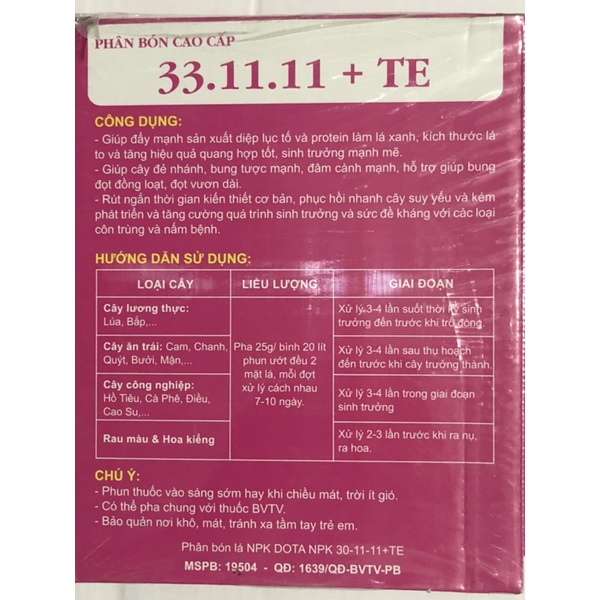 PHÂN BÓN CAO CẤP
33.11.11 + TE
CÔNG DỤNG:
- Giúp đẩy mạnh sản xuất diệp lục tố và protein làm lá xanh, kích thước lá
to và tăng hiệu quả quang hợp tốt, sinh trưởng mạnh mẽ.
- Giúp cây đẻ nhánh, bung tược mạnh, đâm cành mạnh, hỗ trợ giúp bung
đọt đồng loạt, đọt vươn dài.
- Rút ngắn thời gian kiến thiết cơ bản, phục hồi nhanh cây suy yếu và kém
phát triển và tăng cường quá trình sinh trưởng và sức đề kháng với các loại
côn trùng và nấm bệnh.
HƯỚNG DẪN SỬ DỤNG:
LOẠI CÂY LIỀU LƯỢNG GIAI ĐOẠN
Cây lương thực:
Lúa, Bắp,...
Cây ăn trái: Cam, Chanh,
Quýt, Bưởi, Mận,...
Cây công nghiệp:
Hồ Tiêu, Cà Phê, Điều,
Cao Su,...
Rau màu & Hoa kiểng
Pha 25g/ bình 20 lít
phun ướt đều 2
mặt lá, mỗi đợt
xử lý cách nhau
7-10 ngày.
Xử lý 3-4 lần suốt thời kỳ sinh
trưởng đến trước khi trổ đòng.
Xử lý 3-4 lần sau thu hoạch
đến trước khi cây trưởng thành.
Xử lý 3-4 lần trong giai đoạn
sinh trưởng
Xử lý 2-3 lần trước khi ra nụ,
ra hoa.
CHÚ Ý:
- Phun thuốc vào sáng sớm hay khi chiều mát, trời ít gió.
- Có thể pha chung với thuốc BVTV.
- Bảo quản nơi khô, mát, tránh xa tầm tay trẻ em.
Phân bón lá NPK DOTA NPK 30-11-11+TE
MSPB: 19504 - QĐ: 1639/QĐ-BVTV-PB